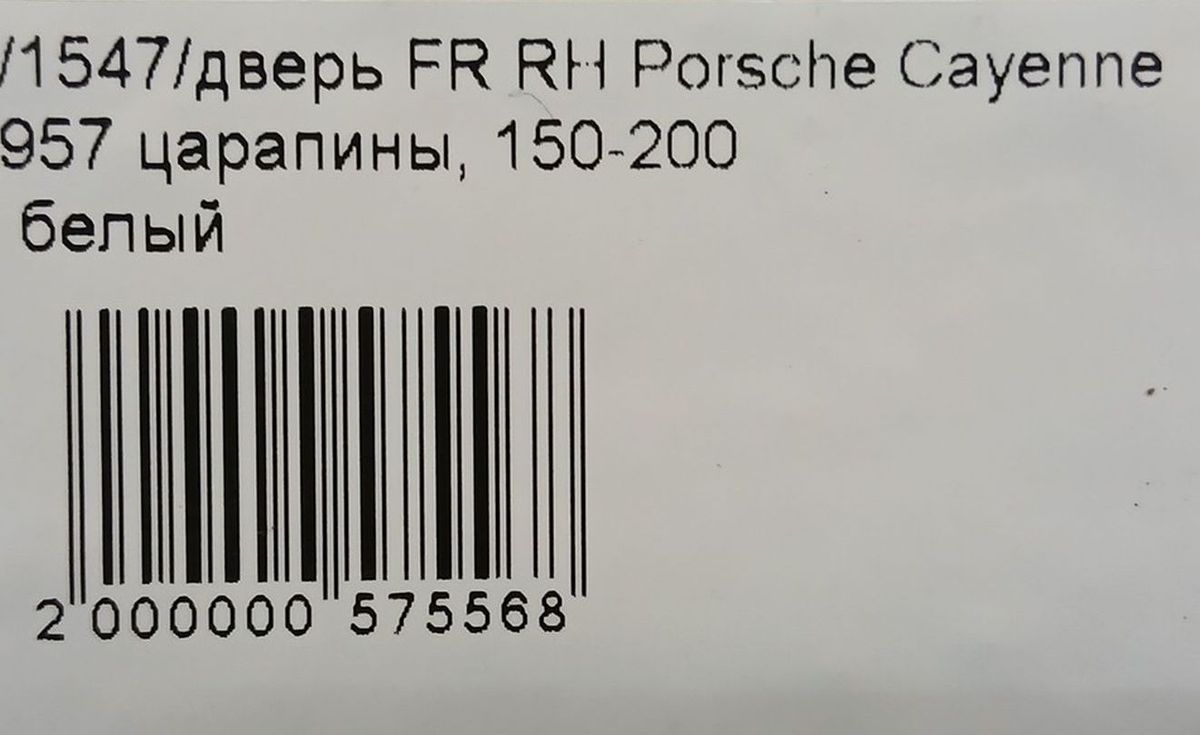 /1547/дверь FR RH Porsche Cayenne
957 царапины, 150-200
белый
2 000000 575568